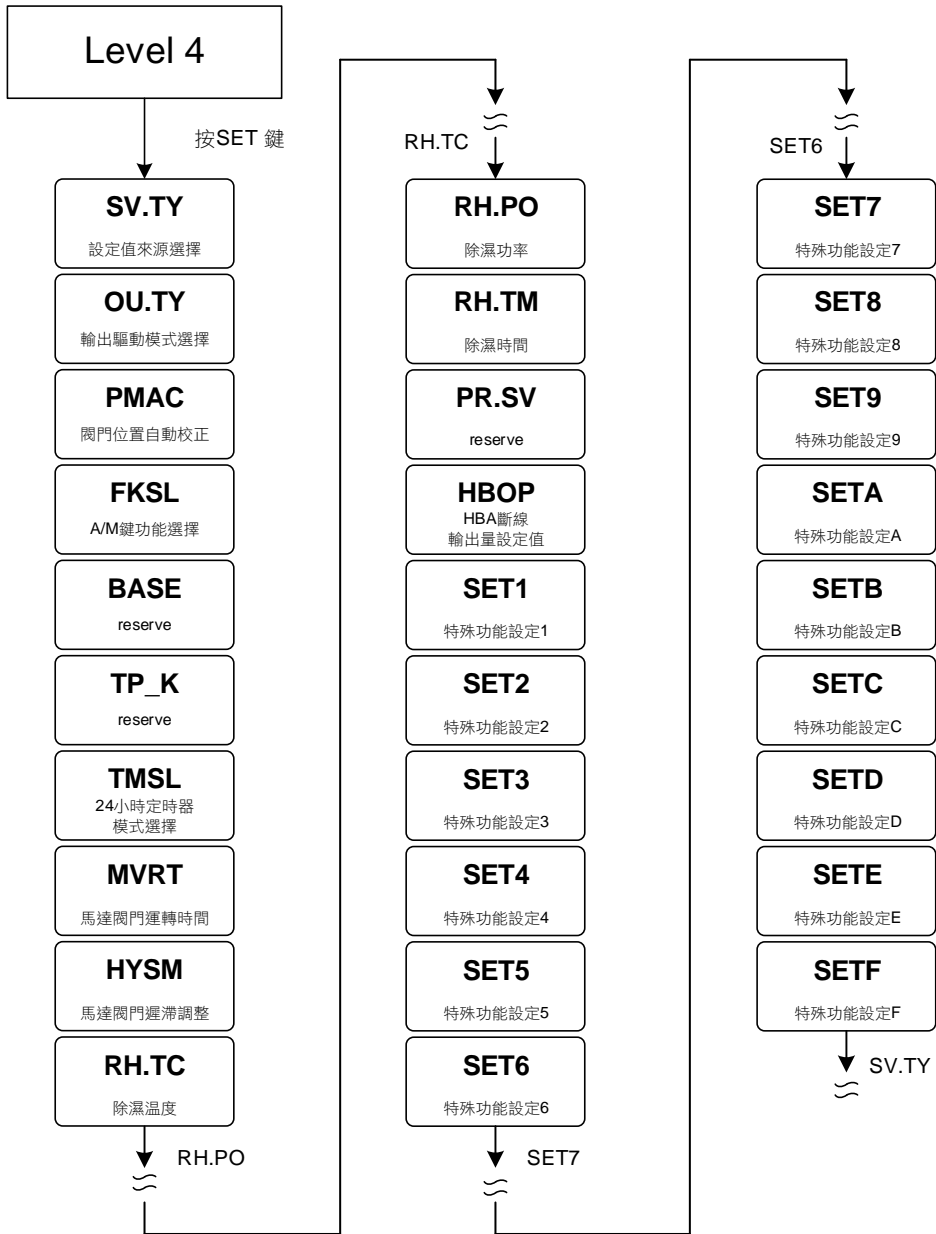 Level 4
按SET 鍵
SV.TY
設定值來源選擇
OU.TY
輸出驅動模式選擇
PMAC
閥門位置自動校正
FKSL
A/M鍵功能選擇
BASE
reserve
TP_K
reserve
TMSL
24小時定時器
模式選擇
MVRT
馬達閥門運轉時間
HYSM
馬達閥門遲滯調整
RH.TC
除濕溫度
RH.PO
RH.TC
RH.PO
除濕功率
RH.TM
除濕時間
PR.SV
reserve
HBOP
HBA斷線
輸出量設定值
SET1
特殊功能設定1
SET2
特殊功能設定2
SET3
特殊功能設定3
SET4
特殊功能設定4
SET5
特殊功能設定5
SET6
特殊功能設定6
SET7
SET6
SET7
特殊功能設定7
SET8
特殊功能設定8
SET9
特殊功能設定9
SETA
特殊功能設定A
SETB
特殊功能設定B
SETC
特殊功能設定C
SETD
特殊功能設定D
SETE
特殊功能設定E
SETF
特殊功能設定F
SV.TY